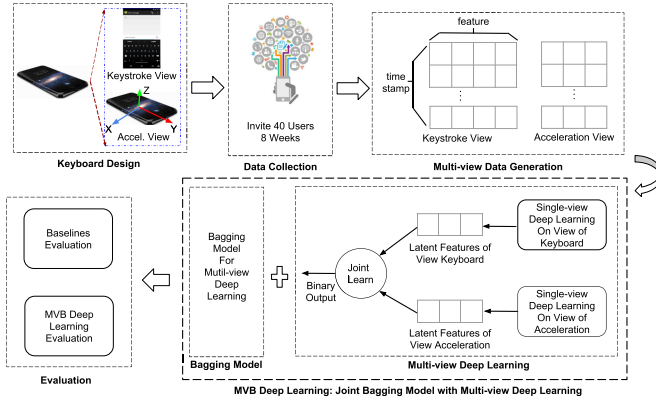 Keystroke View
Z
X
Y
Accel. View
Keyboard Design
Invite 40 Users
8 Weeks
Data Collection
feature
time
stamp
Keystroke View
Acceleration View
Multi-view Data Generation
Baselines
Evaluation
MVB Deep
Learning
Evaluation
Evaluation
Bagging
Model
For
Mutil-view
Deep
Learning
Bagging Model
Binary
Output
Joint
Learn
Latent Features of
View Keyboard
Latent Features of
View Acceleration
Single-view
Deep Learning
On View of
Keyboard
Single-view
Deep Learning
On View of
Acceleration
Multi-view Deep Learning
MVB Deep Learning: Joint Bagging Model with Multi-view Deep Learning